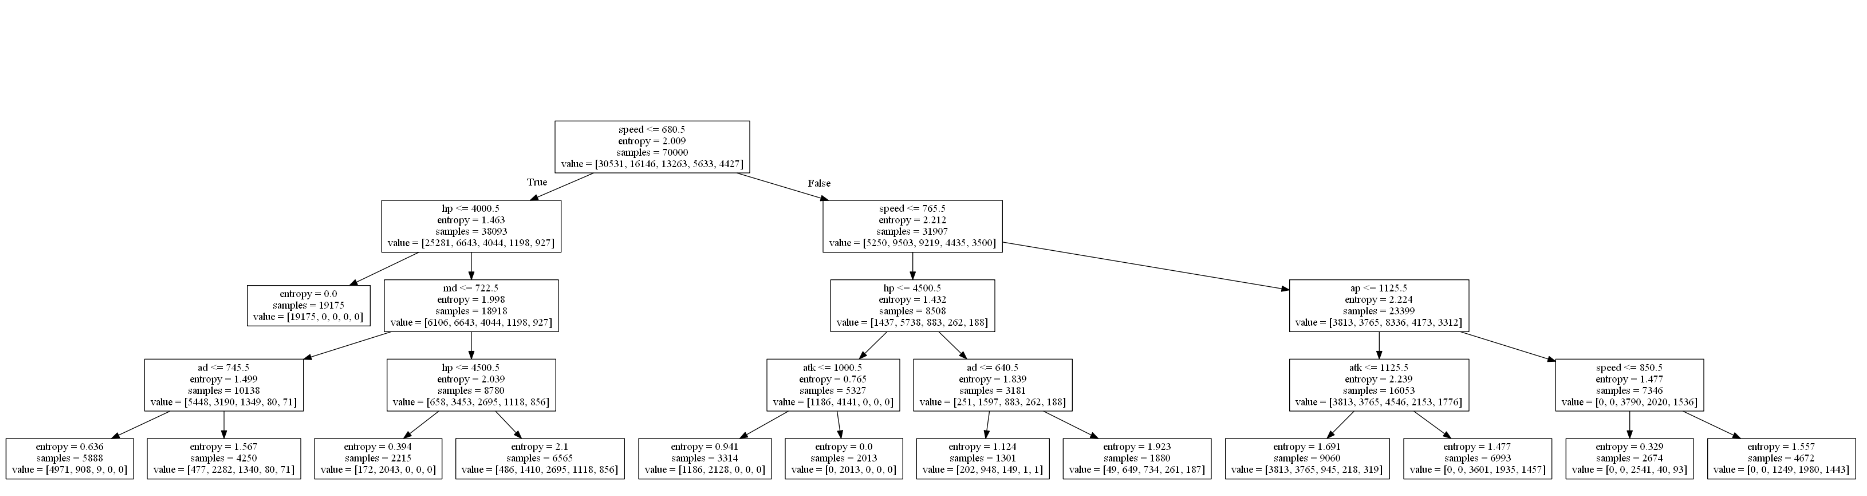 speed <= 680.5
entropy = 2.009
samples = 70000
value = [30531, 16146, 13263, 5633, 4427]
True
False
hp <= 4000.5
entropy = 1.463
samples = 38093
value = [25281, 6643, 4044, 1198, 927]
speed <= 765.5
entropy = 2.212
samples = 31907
value = [5250, 9503, 9219, 4435, 3500]
entropy = 0.0
samples = 19175
value = [19175, 0, 0, 0, 0]
md <= 722.5
entropy = 1.998
samples = 18918
value = [6106, 6643, 4044, 1198, 927]
hp <= 4500.5
entropy = 1.432
samples = 8508
value = [1437, 5738, 883, 262, 188]
ap <= 1125.5
entropy = 2.224
samples = 23399
value = [3813, 3765, 8336, 4173, 3312]
ad <= 745.5
entropy = 1.499
samples = 10138
value = [5448, 3190, 1349, 80, 71]
hp <= 4500.5
entropy = 2.039
samples = 8780
value = [658, 3453, 2695, 1118, 856]
atk <= 1000.5
entropy = 0.765
samples = 5327
value = [1186, 4141, 0, 0, 0]
ad <= 640.5
entropy = 1.839
samples = 3181
value = [251, 1597, 883, 262, 188]
atk <= 1125.5
entropy = 2.239
samples = 16053
value = [3813, 3765, 4546, 2153, 1776]
speed <= 850.5
entropy = 1.477
samples = 7346
value = [0, 0, 3790, 2020, 1536]
entropy = 0.636
samples = 5888
value = [4971, 908, 9, 0, 0]
entropy = 1.567
samples = 4250
value = [477, 2282, 1340, 80, 71]
entropy = 0.394
samples = 2215
value = [172, 2043, 0, 0, 0]
entropy = 2.1
samples = 6565
value = [486, 1410, 2695, 1118, 856]
entropy = 0.941
samples = 3314
value = [1186, 2128, 0, 0, 0]
entropy = 0.0
samples = 2013
value = [0, 2013, 0, 0, 0]
entropy = 1.124
samples = 1301
value = [202, 948, 149, 1, 1]
entropy = 1.923
samples = 1880
value = [49, 649, 734, 261, 187]
entropy = 1.691
samples = 9060
value = [3813, 3765, 945, 218, 319]
entropy = 1.477
samples = 6993
value = [0, 0, 3601, 1935, 1457]
entropy = 0.329
samples = 2674
value = [0, 0, 2541, 40, 93]
entropy = 1.557
samples = 4672
value = [0, 0, 1249, 1980, 1443]